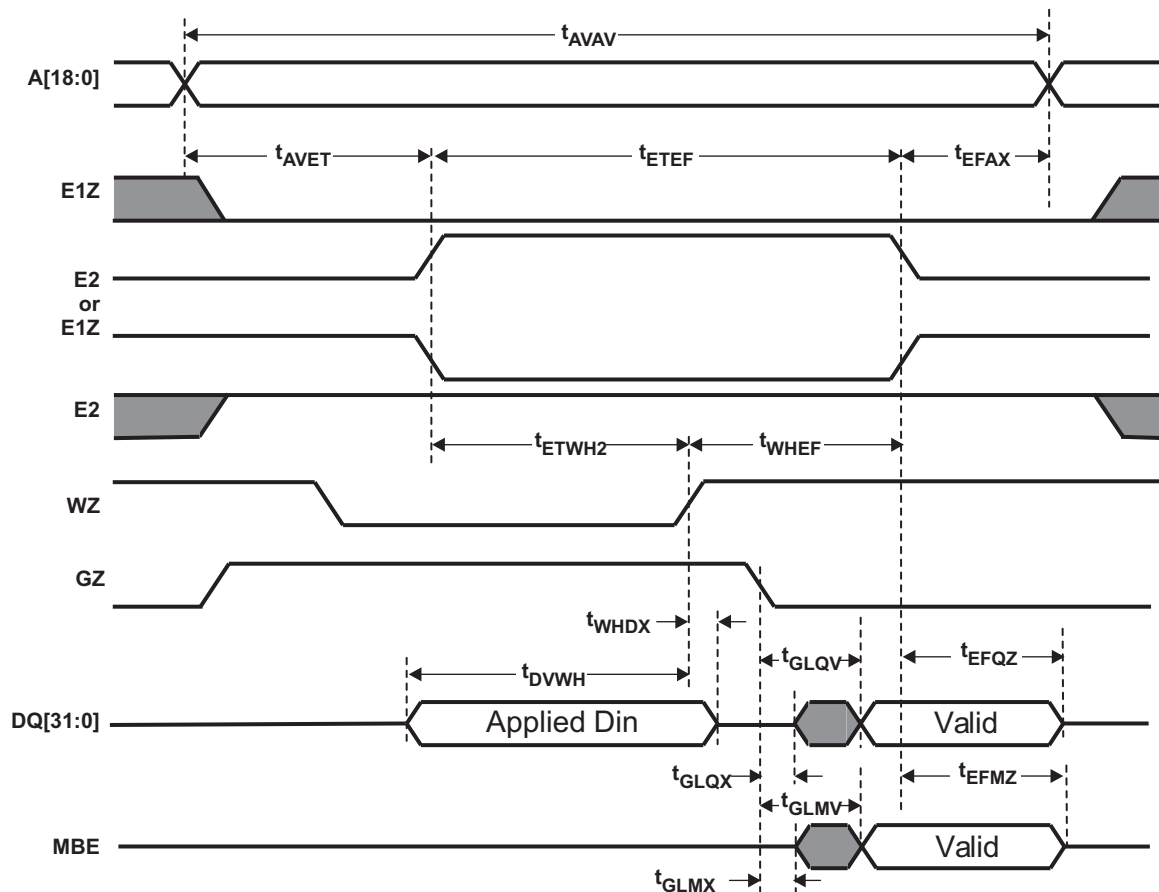 tAVAV
A[18:0]
tAVET
tETEF
tEFAX
E1Z
E2
or
E1Z
E2
tETWH2
tWHEF
WZ
GZ
tWHDX
tGLQV
tEFQZ
tDVWH
DQ[31:0]
Applied Din
Valid
tGLQX
tEFMZ
tGLMV
MBE
Valid
tGLMX